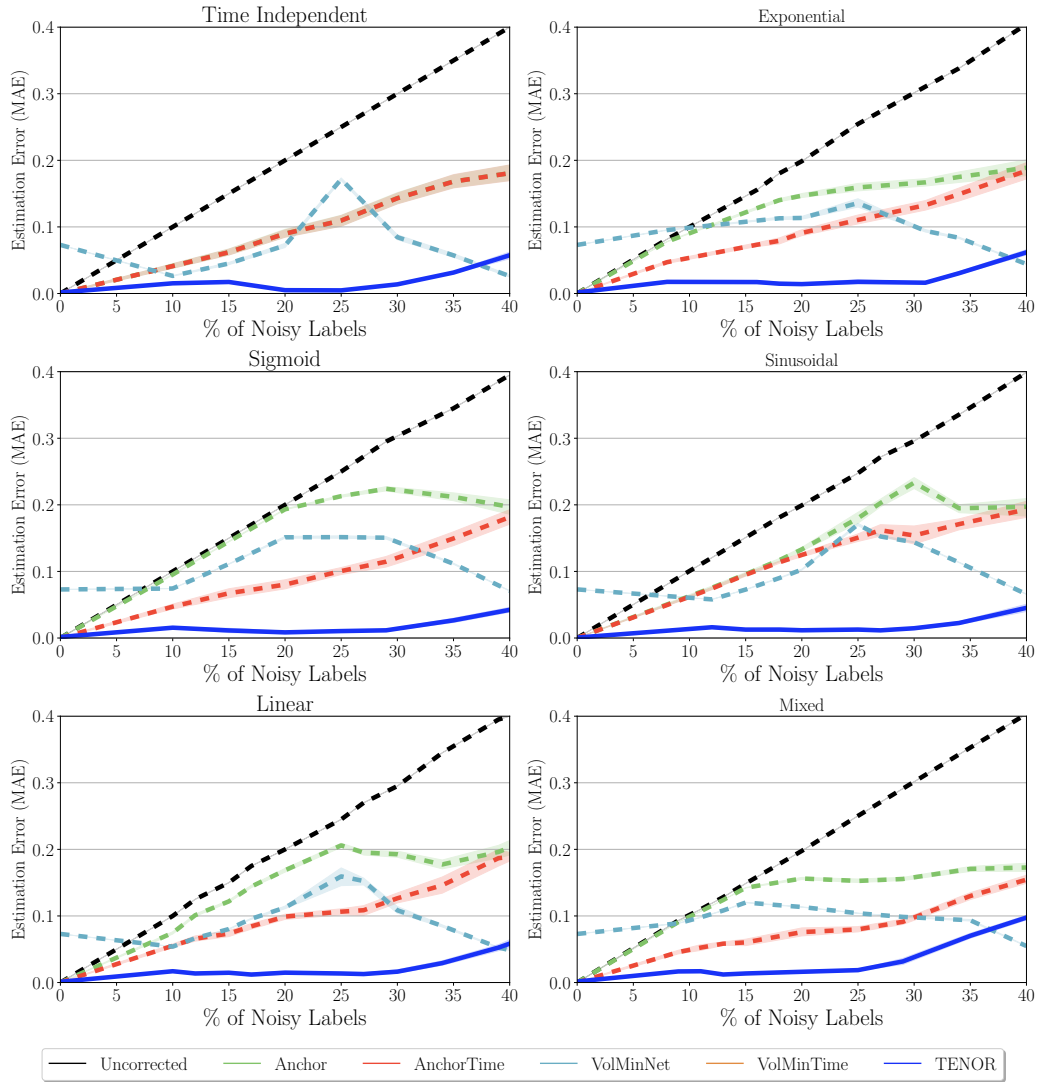 Time Independent
Estimation Error (MAE)
0.4
0.3
0.2
0.1
0.0
0 5 10 15 20 25 30 35 40
% of Noisy Labels
Exponential
Estimation Error (MAE)
0.4
0.3
0.2
0.1
0.0
0 5 10 15 20 25 30 35 40
% of Noisy Labels
Sigmoid
Estimation Error (MAE)
0.4
0.3
0.2
0.1
0.0
0 5 10 15 20 25 30 35 40
% of Noisy Labels
Sinusoidal
Estimation Error (MAE)
0.4
0.3
0.2
0.1
0.0
0 5 10 15 20 25 30 35 40
% of Noisy Labels
Linear
Estimation Error (MAE)
0.4
0.3
0.2
0.1
0.0
0 5 10 15 20 25 30 35 40
% of Noisy Labels
Mixed
Estimation Error (MAE)
0.4
0.3
0.2
0.1
0.0
0 5 10 15 20 25 30 35 40
% of Noisy Labels
Uncorrected Anchor AnchorTime VolMinNet VolMinTime TENOR